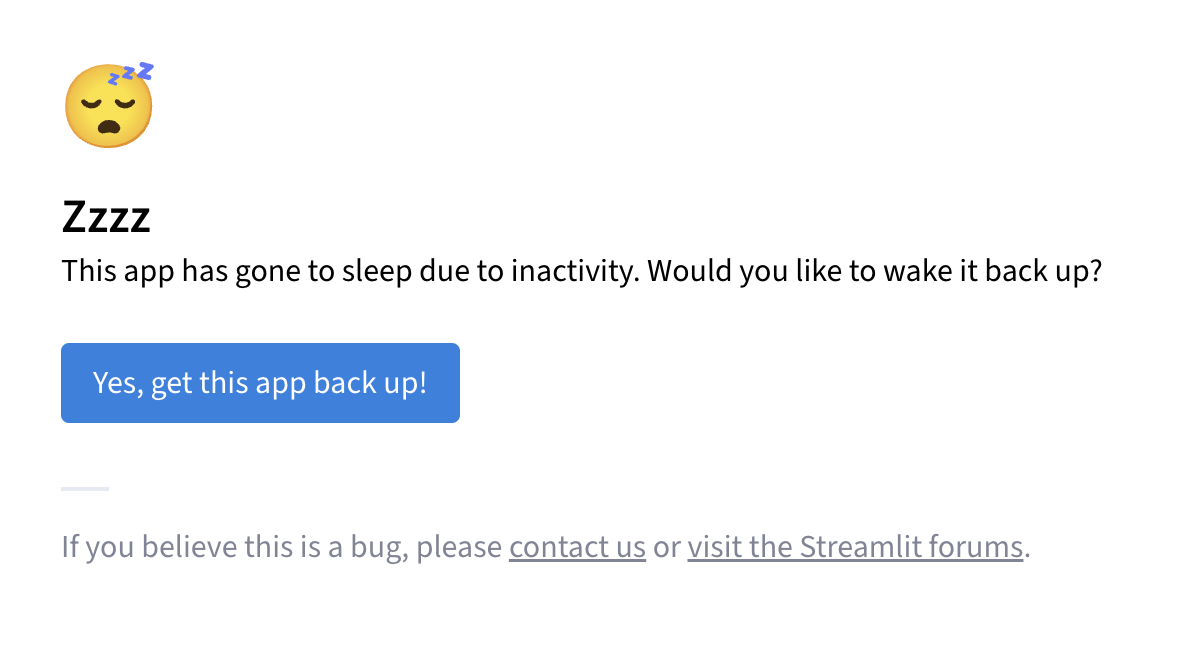 Zzzz
This app has gone to sleep due to inactivity. Would you like to wake it back up?
Yes, get this app back up!
If you believe this is a bug, please contact us or visit the Streamlit forums.